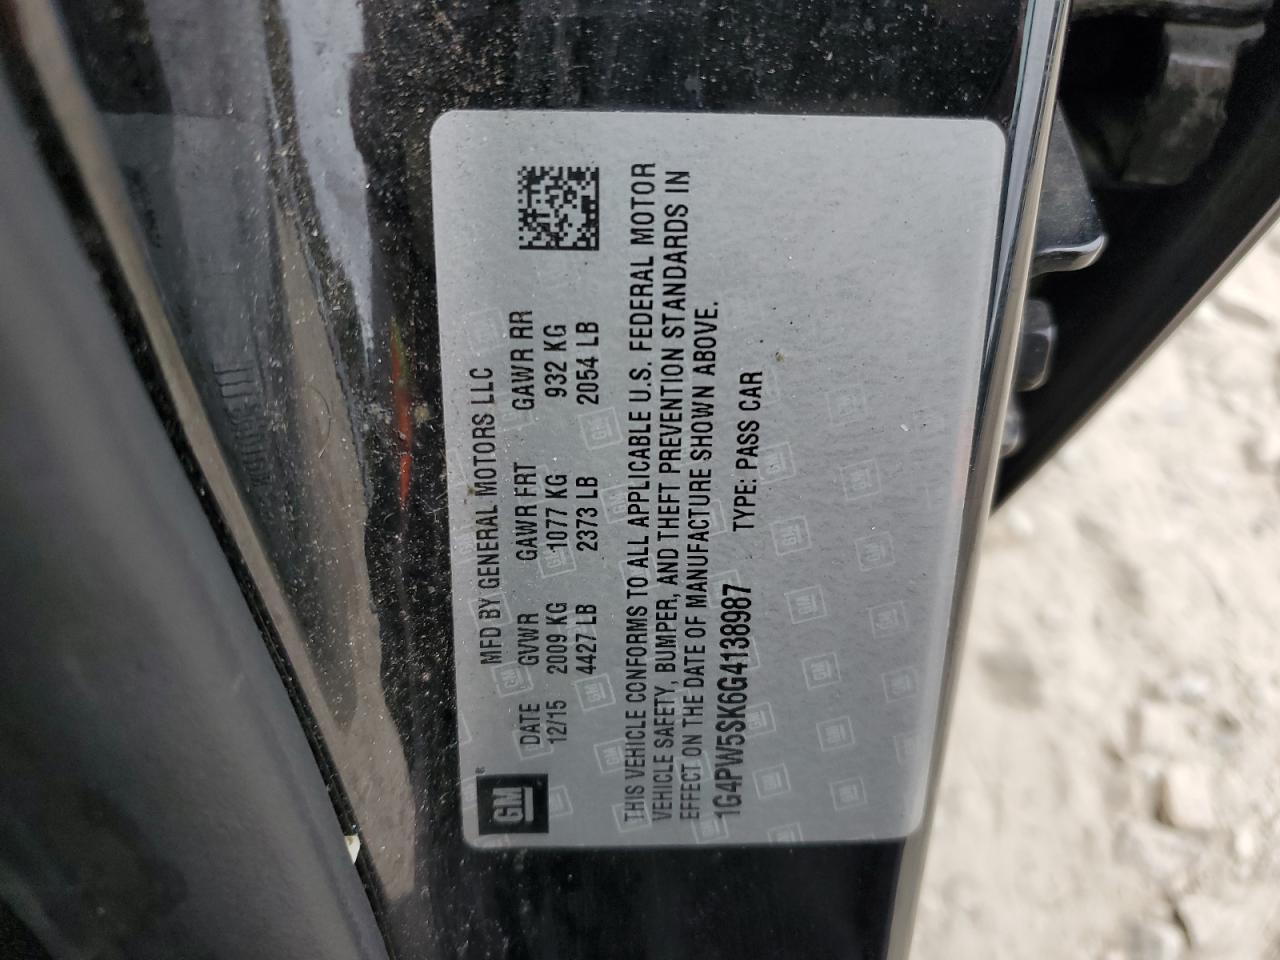 MFD BY GENERAL MOTORS LLC
DATE GVWR GAWR FRT GAWR RR
12/15 2009 KG 1077 KG 932 KG
4427 LB 2373 LB 2054 LB
GM®
THIS VEHICLE CONFORMS TO ALL APPLICABLE U.S. FEDERAL MOTOR
VEHICLE SAFETY, BUMPER, AND THEFT PREVENTION STANDARDS IN
EFFECT ON THE DATE OF MANUFACTURE SHOWN ABOVE.
1G4PW5SK6G4138987 TYPE: PASS CAR